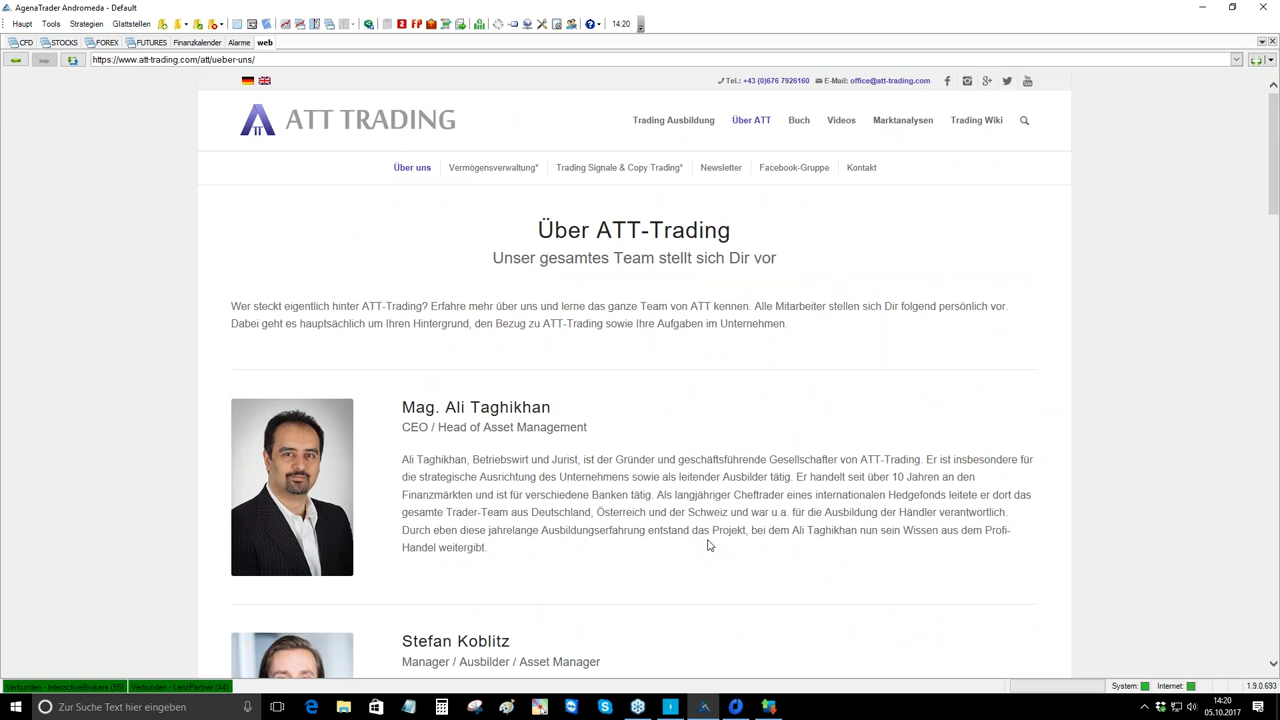 AgenaTrader Andromeda - Default
Haupt Tools Strategien Glattstellen 14:20
CFD STOCKS FOREX FUTURES Finanzkalender Alarme web
https://www.att-trading.com/att/ueber-uns/
Tel.: +43 (0)676 7926160 E-Mail: office@att-trading.com
ATT TRADING
Trading Ausbildung Über ATT Buch Videos Marktanalysen Trading Wiki
Über uns Vermögensverwaltung* Trading Signale & Copy Trading* Newsletter Facebook-Gruppe Kontakt
Über ATT-Trading
Unser gesamtes Team stellt sich Dir vor
Wer steckt eigentlich hinter ATT-Trading? Erfahre mehr über uns und lerne das ganze Team von ATT kennen. Alle Mitarbeiter stellen sich Dir folgend persönlich vor.
Dabei geht es hauptsächlich um Ihren Hintergrund, den Bezug zu ATT-Trading sowie Ihre Aufgaben im Unternehmen.
Mag. Ali Taghikhan
CEO / Head of Asset Management
Ali Taghikhan, Betriebswirt und Jurist, ist der Gründer und geschäftsführende Gesellschafter von ATT-Trading. Er ist insbesondere für
die strategische Ausrichtung des Unternehmens sowie als leitender Ausbilder tätig. Er handelt seit über 10 Jahren an den
Finanzmärkten und ist für verschiedene Banken tätig. Als langjähriger Cheftrader eines internationalen Hedgefonds leitete er dort das
gesamte Trader-Team aus Deutschland, Österreich und der Schweiz und war u.a. für die Ausbildung der Händler verantwortlich.
Durch eben diese jahrelange Ausbildungserfahrung entstand das Projekt, bei dem Ali Taghikhan nun sein Wissen aus dem Profi-
Handel weitergibt.
Stefan Koblitz
Manager / Ausbilder / Asset Manager
Verbunden - InteractiveBrokers (55) Verbunden - LenzPartner (44) System: Internet: 1.9.0.693
Zur Suche Text hier eingeben 14:20
05.10.2017